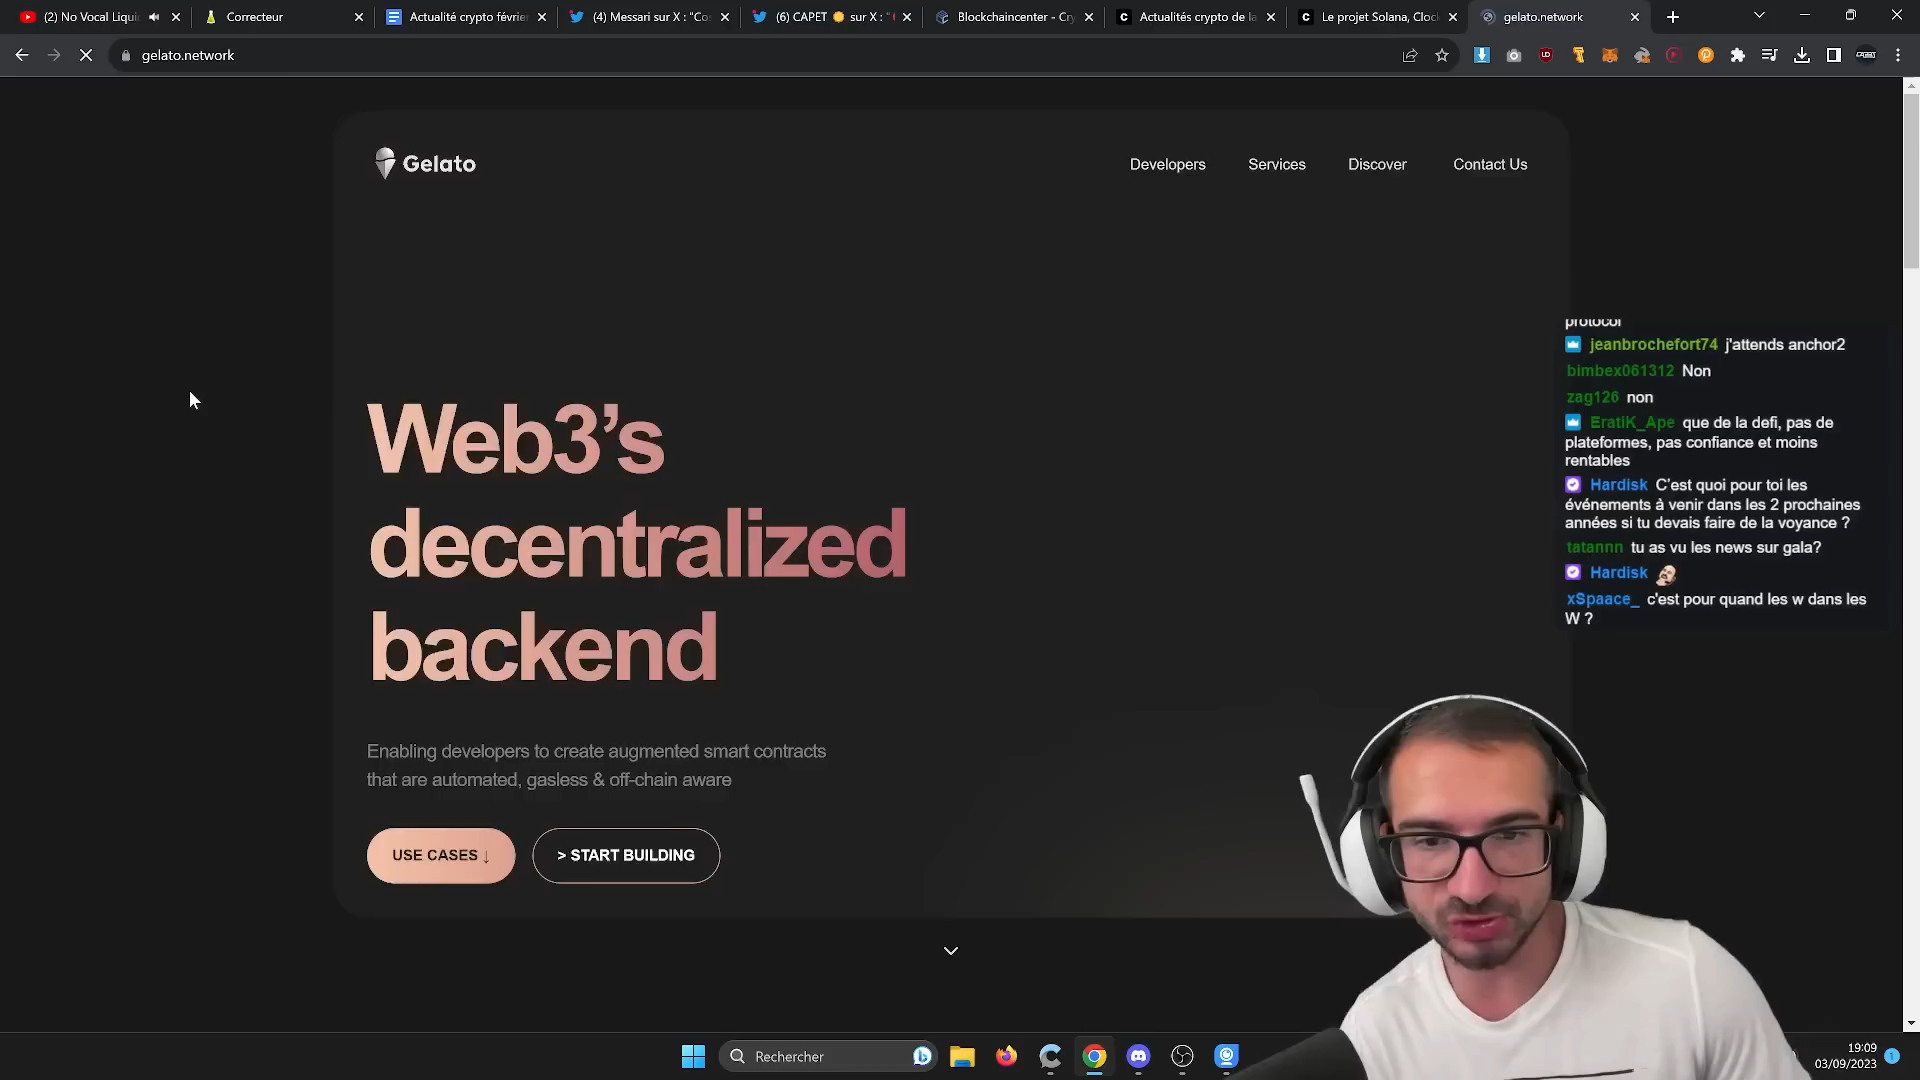 (2) No Vocal Liqui
Correcteur
Actualité crypto févrie
(4) Messari sur X : "Co
(6) CAPET
sur X : "
Blockchaincenter - Cry
Actualités crypto de la
Le projet Solana, Cloc
gelato.network
gelato.network
Gelato
Developers
Services
Discover
Contact Us
Web3’s
decentralized
backend
Enabling developers to create augmented smart contracts
that are automated, gasless & off-chain aware
USE CASES ↓
> START BUILDING
protocol
jeanbrochefort74 j'attends anchor2
bimbex061312 Non
zag126 non
EratiK_Ape que de la defi, pas de
plateformes, pas confiance et moins
rentables
Hardisk C'est quoi pour toi les
événements à venir dans les 2 prochaines
années si tu devais faire de la voyance ?
tatannn tu as vu les news sur gala?
Hardisk
xSpaace_ c'est pour quand les w dans les
W ?
Rechercher
19:09
03/09/2023
1